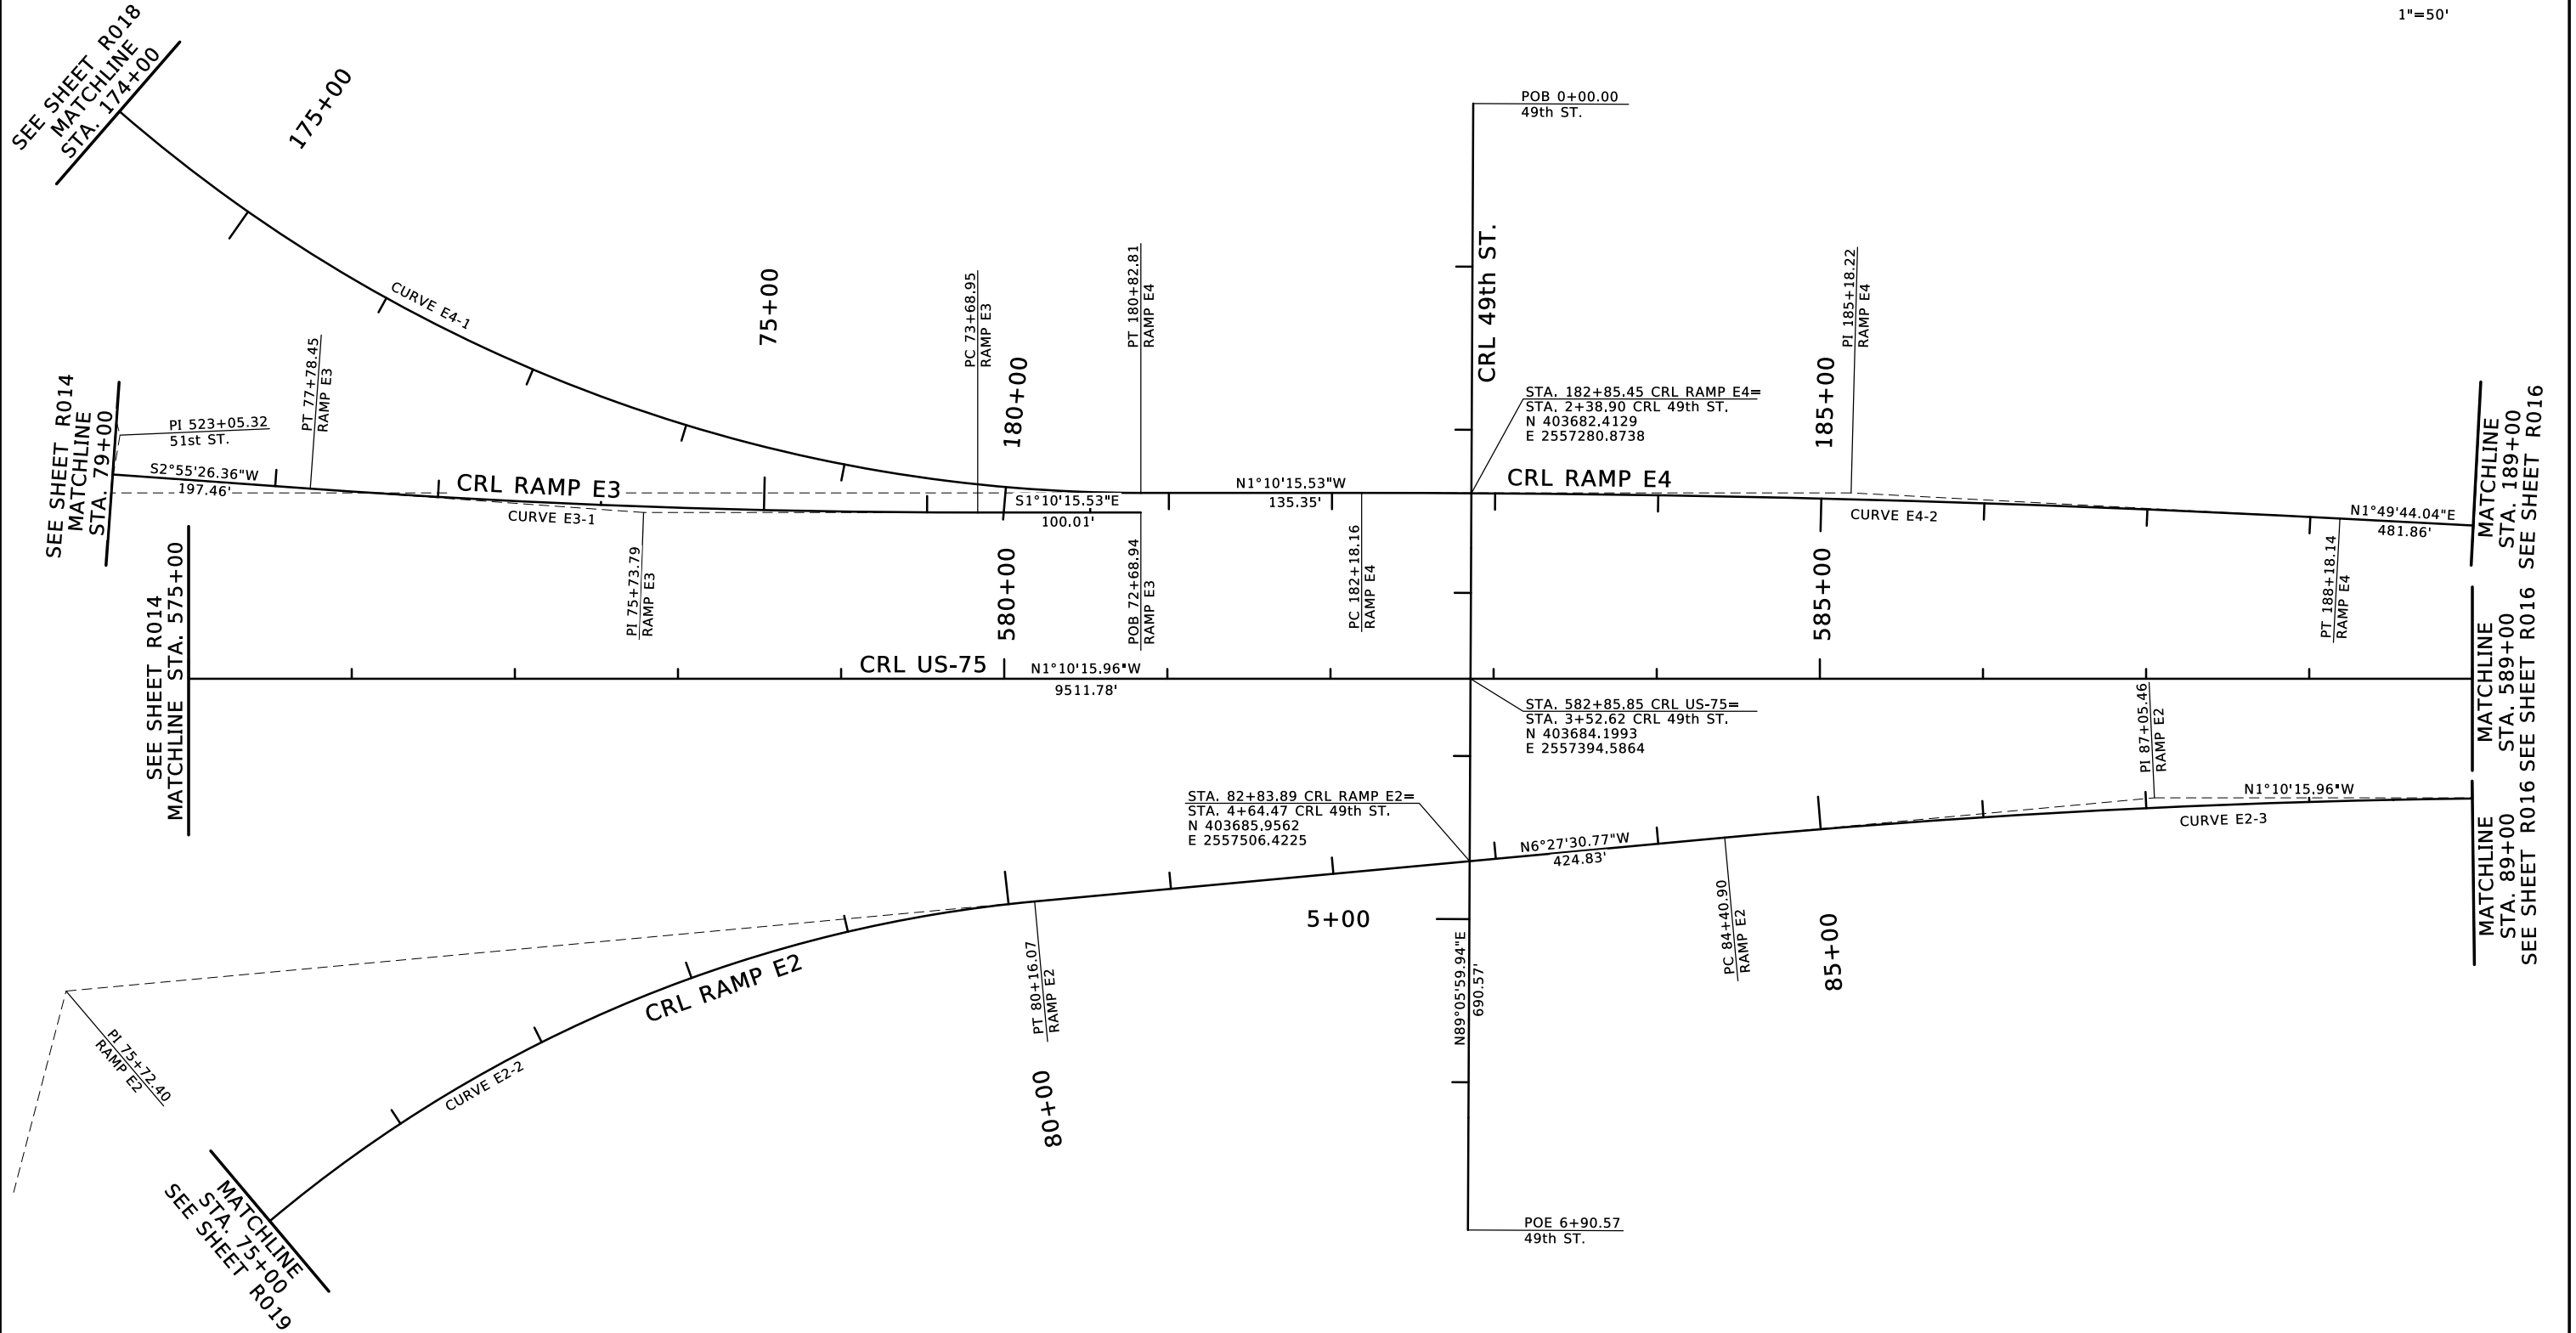 1"=50'
SEE SHEET R018
MATCHLINE
STA. 174+00
175+00
POB 0+00.00
49th ST.
CURVE E4-1
CRL 49th ST.
75+00
PC 73+68.95
RAMP E3
PT 180+82.81
RAMP E4
PI 185+18.22
RAMP E4
180+00
185+00
PT 77+78.45
RAMP E3
SEE SHEET R014
MATCHLINE
STA. 79+00
PI 523+05.32
51st ST.
S2°55'26.36"W
197.46'
CRL RAMP E3
CURVE E3-1
S1°10'15.53"E
100.01'
N1°10'15.53"W
135.35'
STA. 182+85.45 CRL RAMP E4=
STA. 2+38.90 CRL 49th ST.
N 403682.4129
E 2557280.8738
CRL RAMP E4
CURVE E4-2
N1°49'44.04"E
481.86'
MATCHLINE
STA. 189+00
SEE SHEET R016
PI 75+73.79
RAMP E3
580+00
POB 72+68.94
RAMP E3
PC 182+18.16
RAMP E4
585+00
PT 188+18.14
RAMP E4
SEE SHEET R014
MATCHLINE STA. 575+00
CRL US-75
N1°10'15.96"W
9511.78'
STA. 582+85.85 CRL US-75=
STA. 3+52.62 CRL 49th ST.
N 403684.1993
E 2557394.5864
MATCHLINE
STA. 589+00
SEE SHEET R016
PI 87+05.46
RAMP E2
STA. 82+83.89 CRL RAMP E2=
STA. 4+64.47 CRL 49th ST.
N 403685.9562
E 2557506.4225
N6°27'30.77"W
424.83'
N1°10'15.96"W
CURVE E2-3
MATCHLINE
STA. 89+00
SEE SHEET R016
5+00
PC 84+40.90
RAMP E2
85+00
CRL RAMP E2
PT 80+16.07
RAMP E2
N89°05'59.94"E
690.57'
PI 75+72.40
RAMP E2
CURVE E2-2
80+00
MATCHLINE
STA. 75+00
SEE SHEET R019
POE 6+90.57
49th ST.